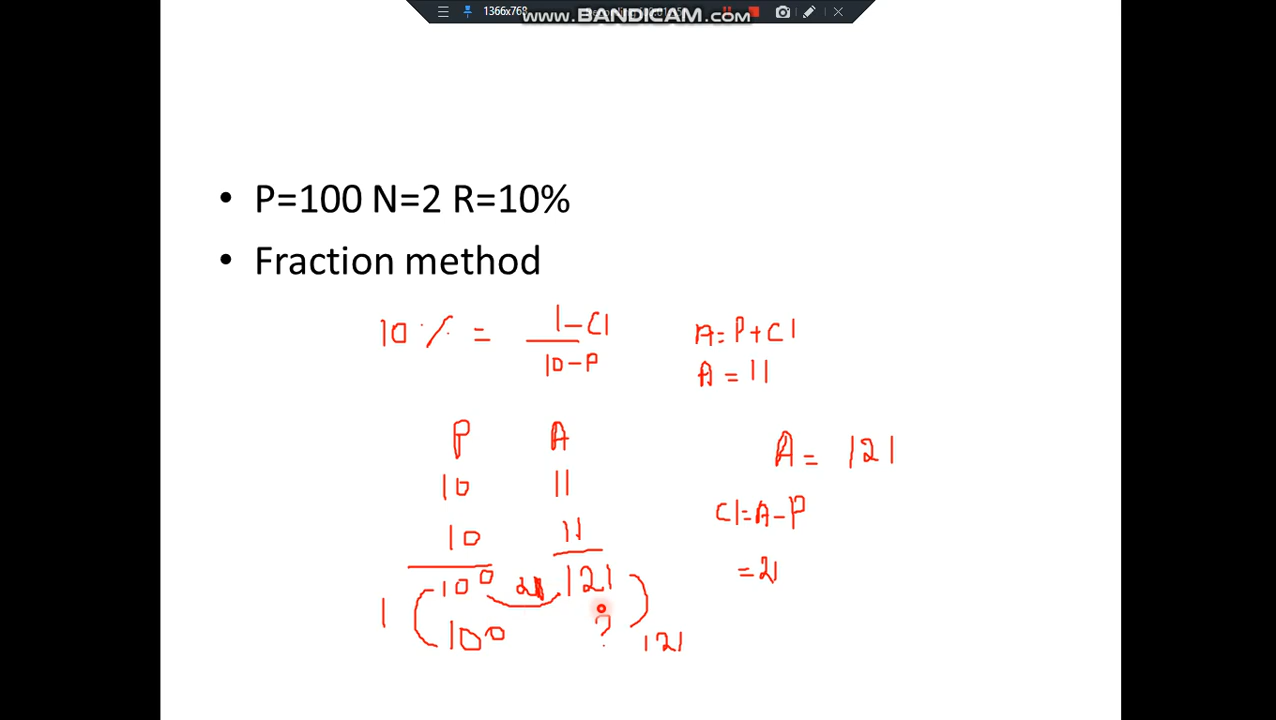 1366x768
www.BANDICAM.com
• P=100 N=2 R=10%
• Fraction method
10 % = 1-CI
10-P
A=P+CI
A = 11
P A
10 11
10 11
100 21 121
1 100 ? 121
A = 121
CI=A-P
=21